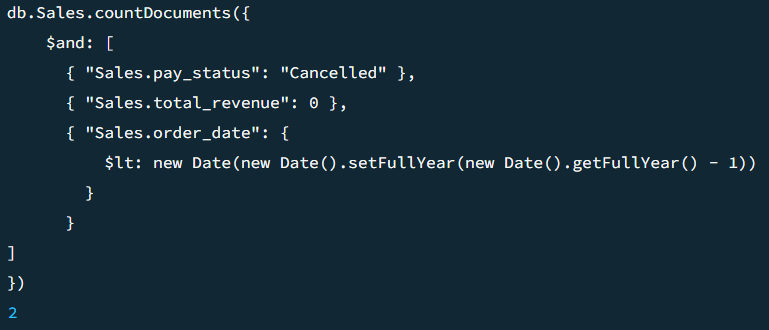 db.Sales.countDocuments({
    $and: [
      { "Sales.pay_status": "Cancelled" },
      { "Sales.total_revenue": 0 },
      { "Sales.order_date": {
          $lt: new Date(new Date().setFullYear(new Date().getFullYear() - 1))
        }
      }
]
})
2